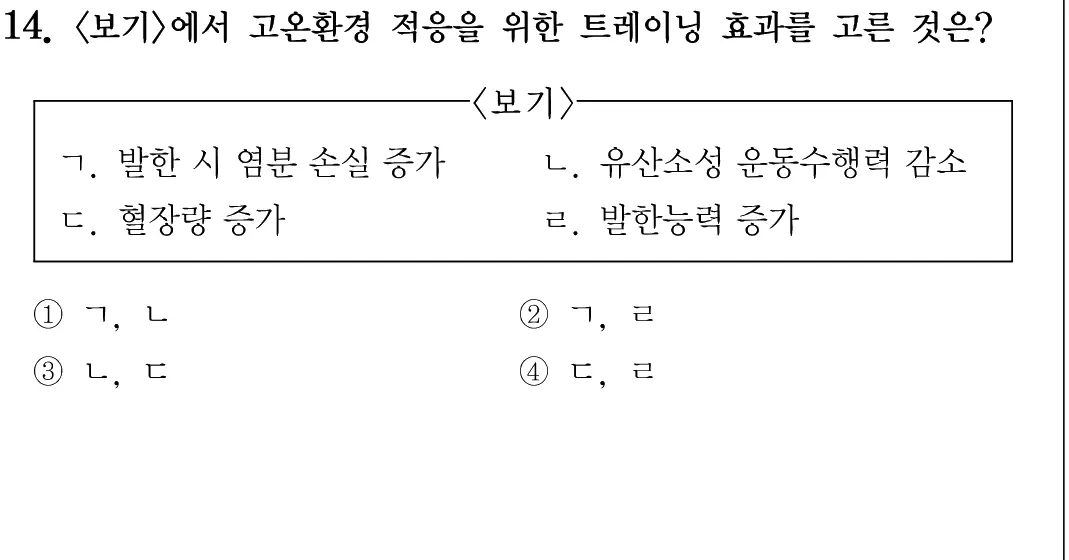 14. 〈보기〉에서 고온환경 적응을 위한 트레이닝 효과를 고른 것은?
〈보기〉
ㄱ. 발한 시 염분 손실 증가 ㄴ. 유산소성 운동수행력 감소
ㄷ. 혈장량 증가 ㄹ. 발한능력 증가
① ㄱ, ㄴ ② ㄱ, ㄹ
③ ㄴ, ㄷ ④ ㄷ, ㄹ